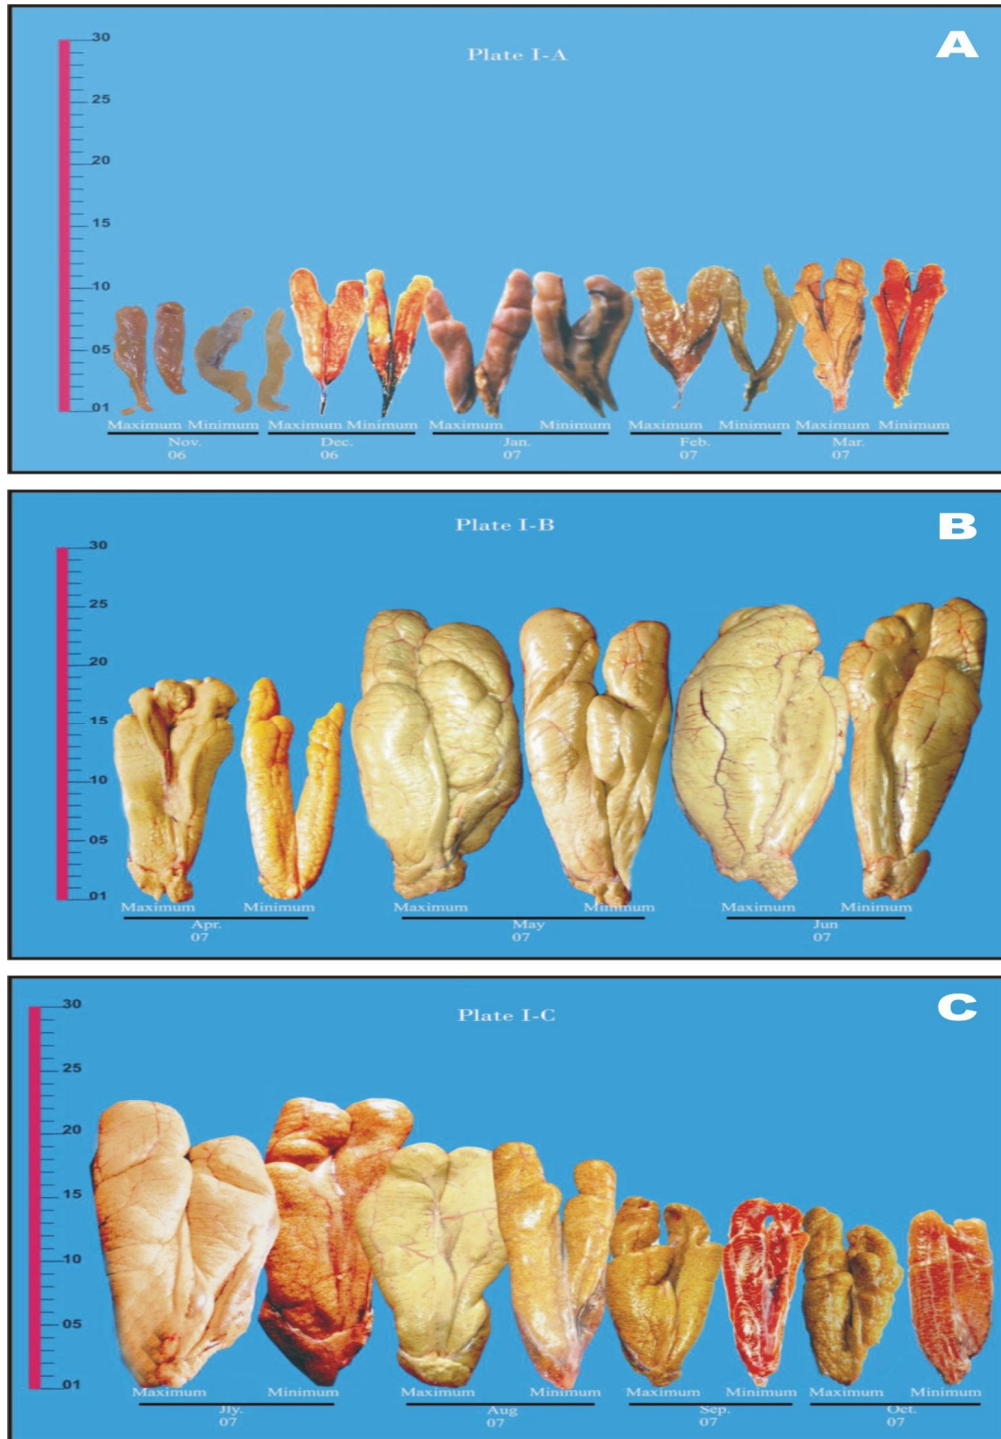 Plate I-A
A
30
25
20
15
10
05
01
Maximum Minimum Maximum Minimum Maximum Minimum Maximum Minimum Maximum Minimum
Nov. Dec. Jan. Feb. Mar.
06 06 07 07 07
Plate I-B
B
30
25
20
15
10
05
01
Maximum Minimum Maximum Minimum Maximum Minimum
Apr. May Jun
07 07 07
Plate I-C
C
30
25
20
15
10
05
01
Maximum Minimum Maximum Minimum Maximum Minimum Maximum Minimum
Jly. Aug Sep. Oct.
07 07 07 07